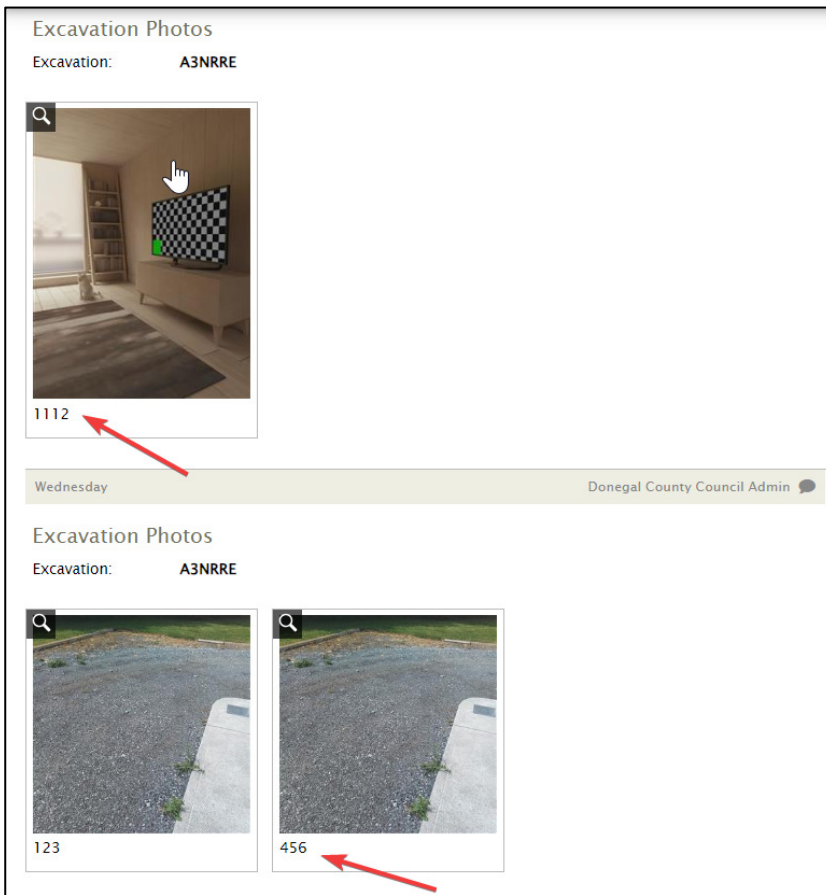 Excavation Photos
Excavation: A3NRRE
1112
Wednesday Donegal County Council Admin
Excavation Photos
Excavation: A3NRRE
123 456